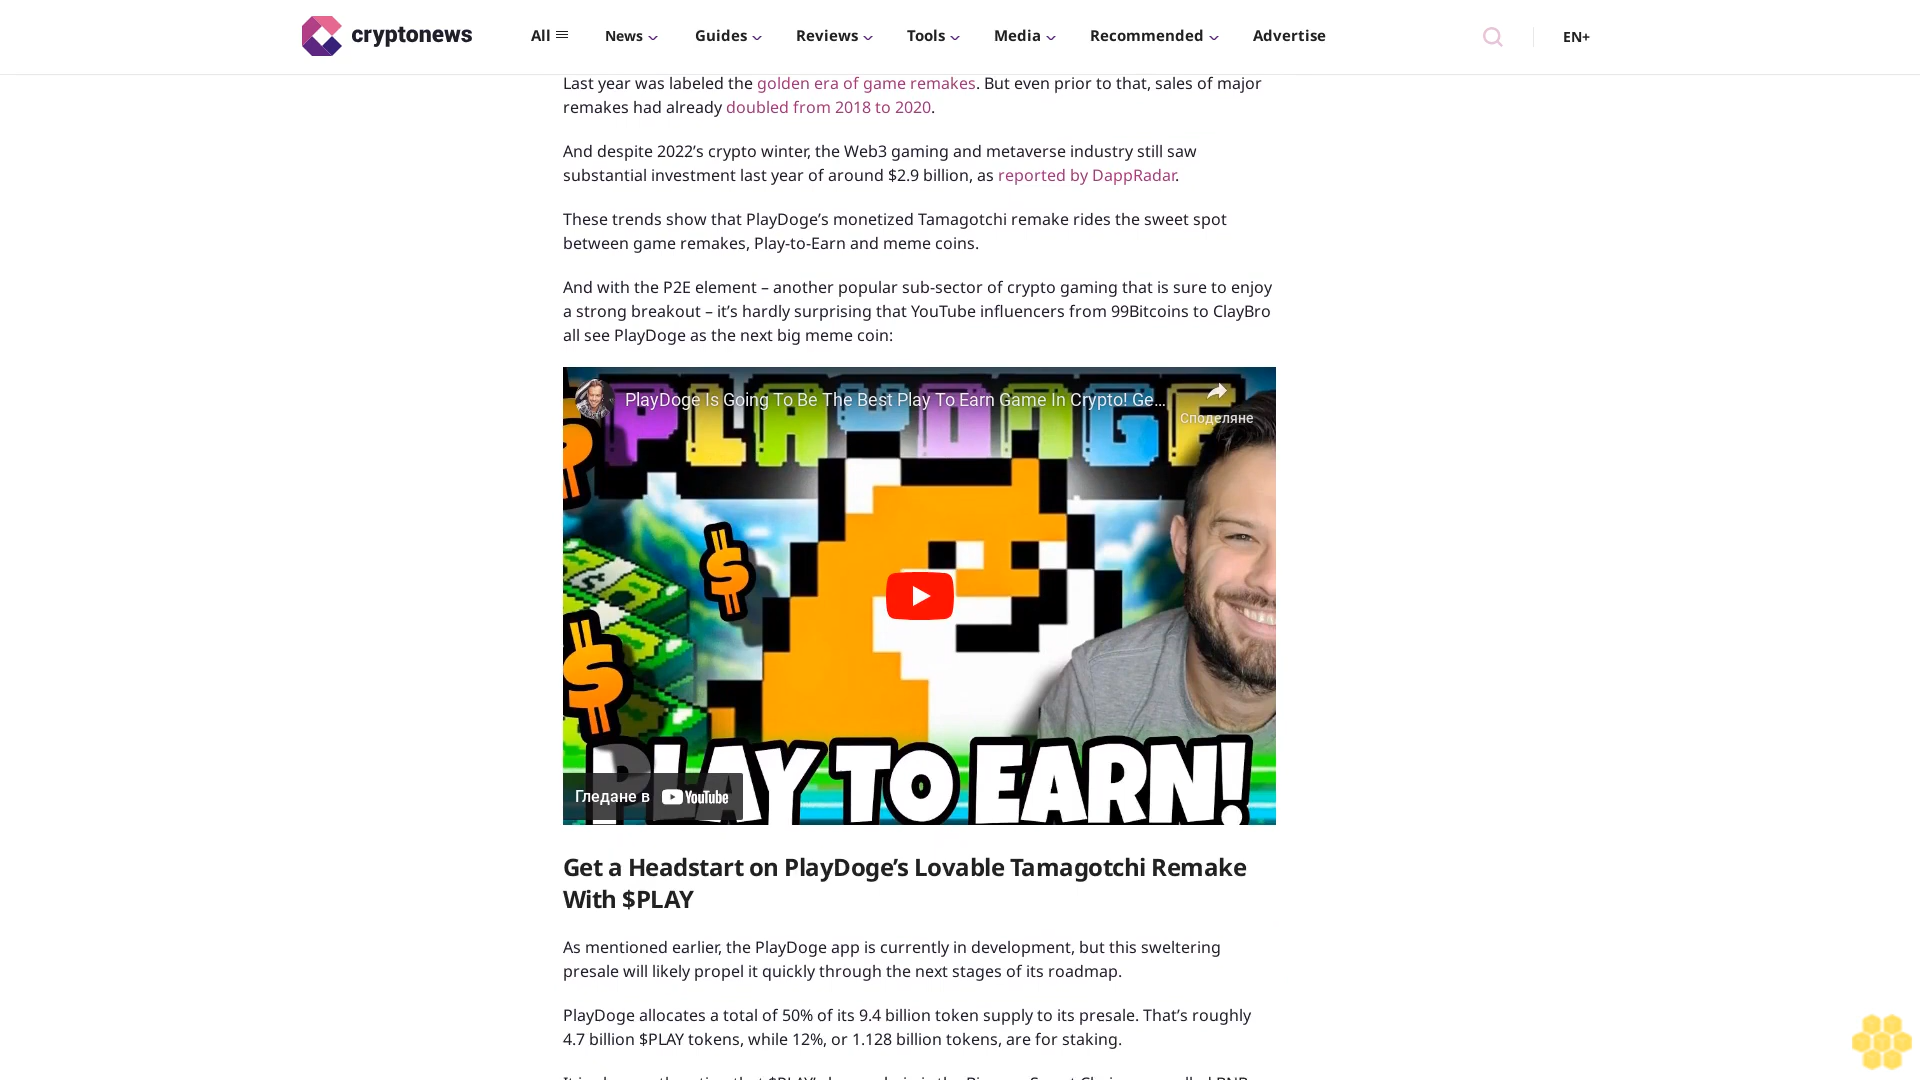 cryptonews
All
News
Guides
Reviews
Tools
Media
Recommended
Advertise
EN+
Last year was labeled the golden era of game remakes. But even prior to that, sales of major
remakes had already doubled from 2018 to 2020.
And despite 2022’s crypto winter, the Web3 gaming and metaverse industry still saw
substantial investment last year of around $2.9 billion, as reported by DappRadar.
These trends show that PlayDoge’s monetized Tamagotchi remake rides the sweet spot
between game remakes, Play-to-Earn and meme coins.
And with the P2E element – another popular sub-sector of crypto gaming that is sure to enjoy
a strong breakout – it’s hardly surprising that YouTube influencers from 99Bitcoins to ClayBro
all see PlayDoge as the next big meme coin:
PLAYDOGE
PlayDoge Is Going To Be The Best Play To Earn Game In Crypto! Ge...
Споделяне
PLAY TO EARN!
Гледане в YouTube
Get a Headstart on PlayDoge’s Lovable Tamagotchi Remake
With $PLAY
As mentioned earlier, the PlayDoge app is currently in development, but this sweltering
presale will likely propel it quickly through the next stages of its roadmap.
PlayDoge allocates a total of 50% of its 9.4 billion token supply to its presale. That’s roughly
4.7 billion $PLAY tokens, while 12%, or 1.128 billion tokens, are for staking.